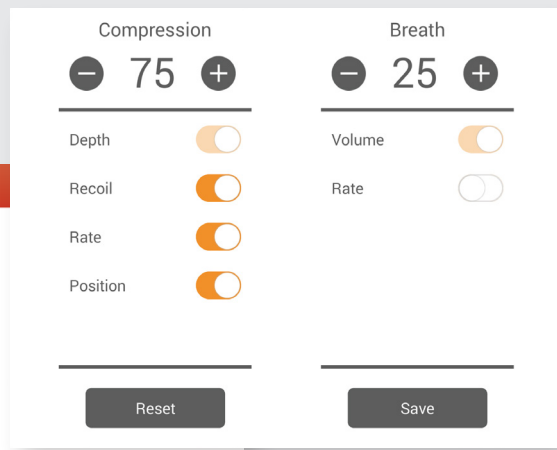 Compression
75
Depth
Recoil
Rate
Position
Reset
Breath
25
Volume
Rate
Save